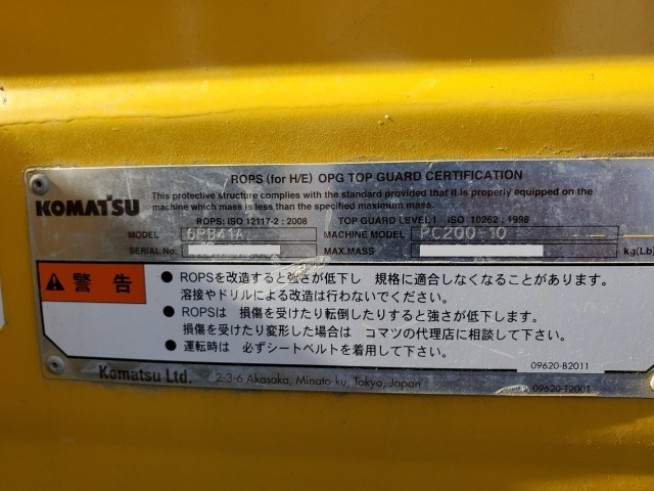 ROPS (for H/E) OPG TOP GUARD CERTIFICATION
This protective structure complies with the standard provided that it is properly equipped on the
machine which mass is less than the specified maximum mass.
KOMATSU
ROPS: ISO 12117-2 : 2008 TOP GUARD LEVEL1 ISO 10262 : 1998
MODEL 6PB41A MACHINE MODEL PC200-10
SERIAL No. MAX.MASS kg(Lb)
警告
● ROPSを改造すると強さが低下し 規格に適合しなくなることがあります。
溶接やドリルによる改造は行わないでください。
● ROPSは 損傷を受けたり転倒したりすると強さが低下します。
損傷を受けたり変形した場合は コマツの代理店に相談して下さい。
● 運転時は 必ずシートベルトを着用して下さい。
09620-B2011
Komatsu Ltd. 2-3-6 Akasaka, Minato-ku, Tokyo, Japan
09620-T2001